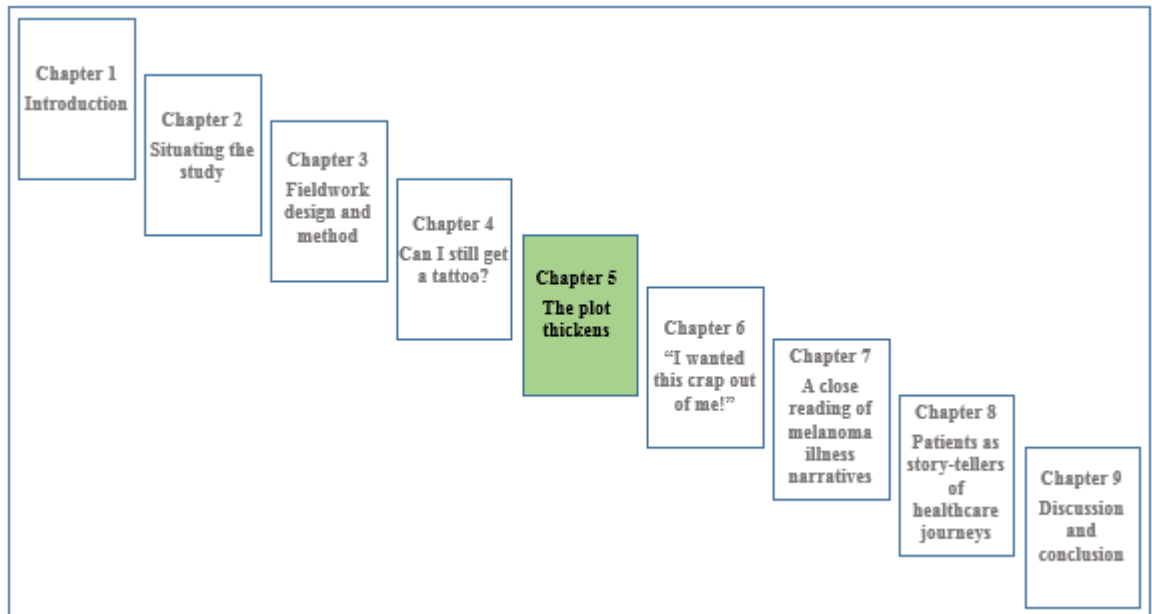 Chapter 1
Introduction
Chapter 2
Situating the
study
Chapter 3
Fieldwork
design and
method
Chapter 4
Can I still get
a tattoo?
Chapter 5
The plot
thickens
Chapter 6
“I wanted
this crap out
of me!”
Chapter 7
A close
reading of
melanoma
illness
narratives
Chapter 8
Patients as
story-tellers
of
healthcare
journeys
Chapter 9
Discussion
and
conclusion